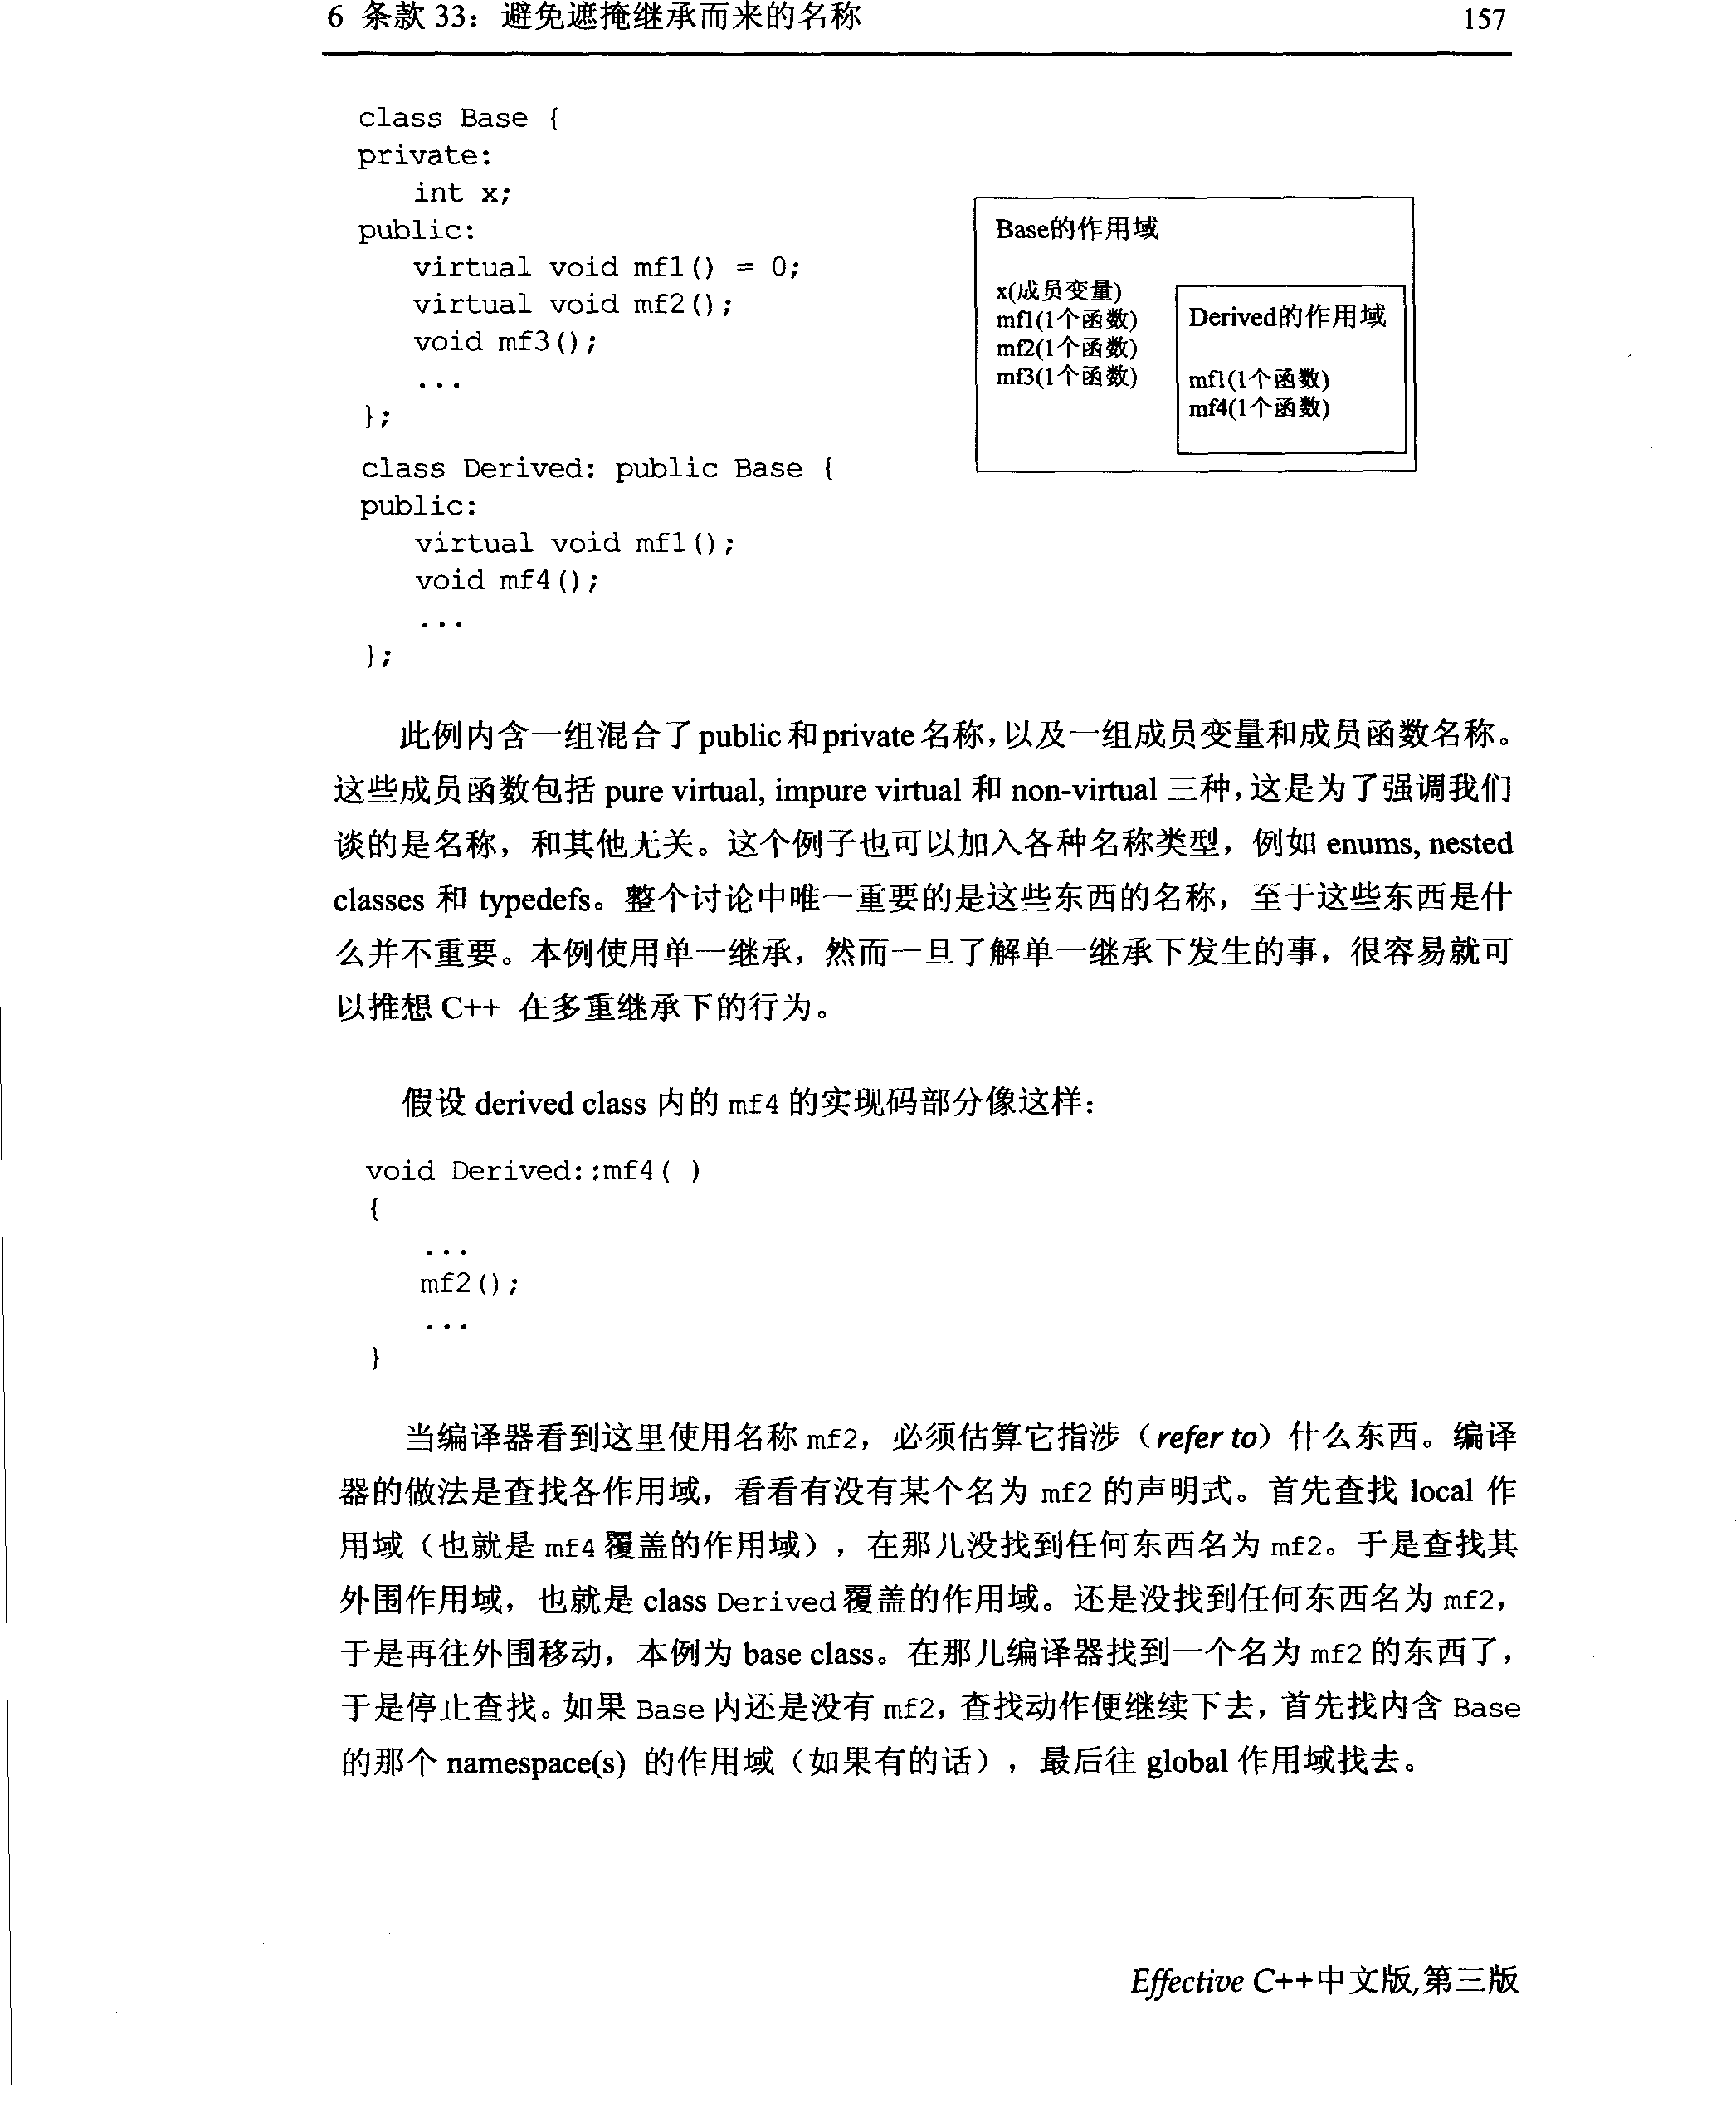 6 条款 33：避免遮掩继承而来的名称 157
class Base {
private:
int x;
public:
virtual void mf1() = 0;
virtual void mf2();
void mf3();
...
};
class Derived: public Base {
public:
virtual void mf1();
void mf4();
...
};
Base的作用域
x(成员变量)
mf1(1个函数)
mf2(1个函数)
mf3(1个函数)
Derived的作用域
mf1(1个函数)
mf4(1个函数)
此例内含一组混合了 public 和 private 名称，以及一组成员变量和成员函数名称。
这些成员函数包括 pure virtual, impure virtual 和 non-virtual 三种，这是为了强调我们
谈的是名称，和其他无关。这个例子也可以加入各种名称类型，例如 enums, nested
classes 和 typedefs。整个讨论中唯一重要的是这些东西的名称，至于这些东西是什
么并不重要。本例使用单一继承，然而一旦了解单一继承下发生的事，很容易就可
以推想 C++ 在多重继承下的行为。
假设 derived class 内的 mf4 的实现码部分像这样：
void Derived::mf4( )
{
...
mf2();
...
}
当编译器看到这里使用名称 mf2，必须估算它指涉（refer to）什么东西。编译
器的做法是查找各作用域，看看有没有某个名为 mf2 的声明式。首先查找 local 作
用域（也就是 mf4 覆盖的作用域），在那儿没找到任何东西名为 mf2。于是查找其
外围作用域，也就是 class Derived 覆盖的作用域。还是没找到任何东西名为 mf2，
于是再往外围移动，本例为 base class。在那儿编译器找到一个名为 mf2 的东西了，
于是停止查找。如果 Base 内还是没有 mf2，查找动作便继续下去，首先找内含 Base
的那个 namespace(s) 的作用域（如果有的话），最后往 global 作用域找去。
Effective C++中文版,第三版